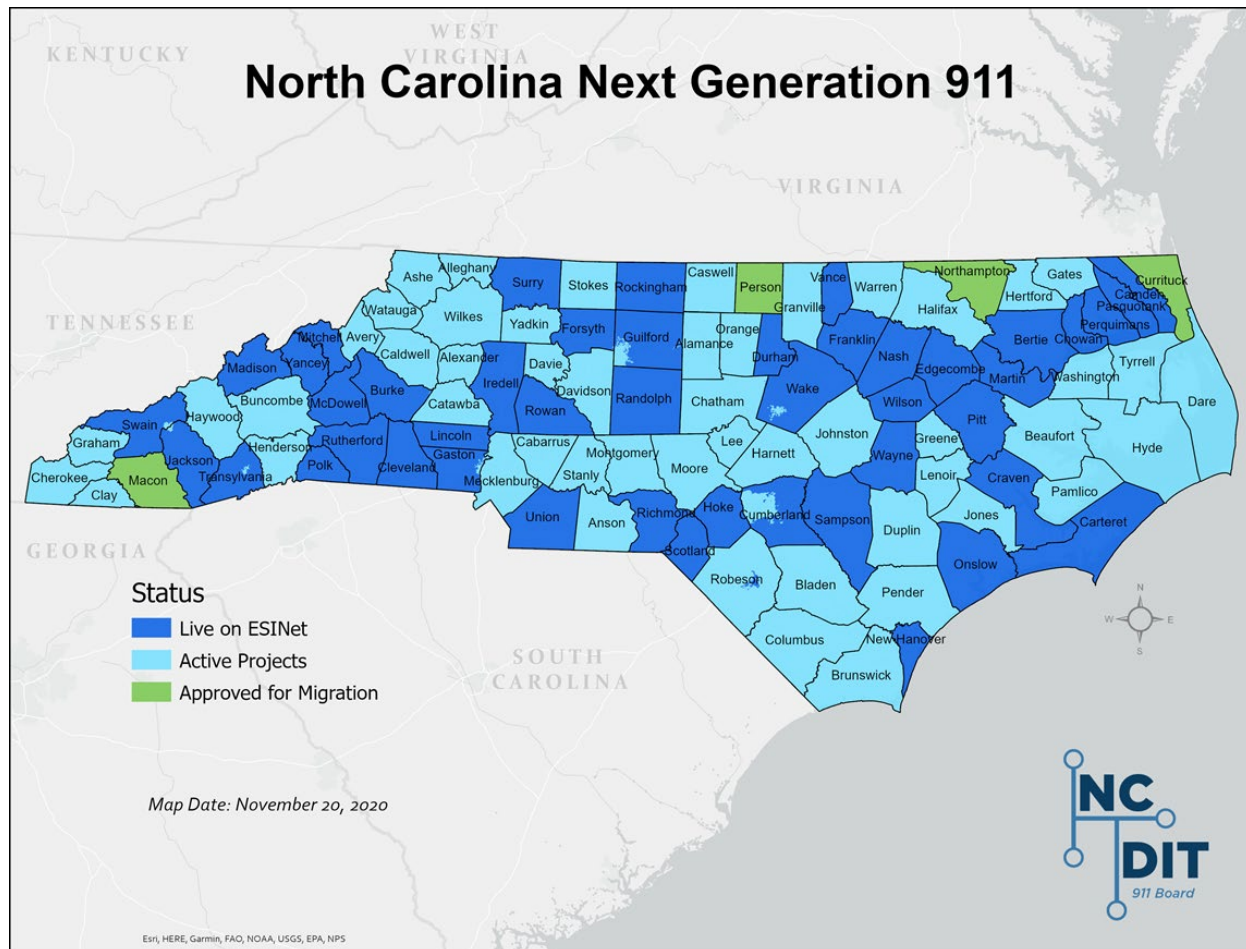 KENTUCKY
WEST
VIRGINIA
North Carolina Next Generation 911
VIRGINIA
TENNESSEE
GEORGIA
SOUTH
CAROLINA
Ashe
Alleghany
Surry
Stokes
Rockingham
Caswell
Person
Granville
Vance
Warren
Northampton
Halifax
Hertford
Gates
Camden
Currituck
Pasquotank
Perquimans
Chowan
Bertie
Watauga
Wilkes
Yadkin
Forsyth
Guilford
Alamance
Orange
Durham
Franklin
Nash
Edgecombe
Martin
Washington
Tyrrell
Dare
Mitchell
Avery
Yancey
Madison
Caldwell
Alexander
Iredell
Davie
Davidson
Randolph
Chatham
Wake
Wilson
Pitt
Beaufort
Hyde
Burke
McDowell
Buncombe
Haywood
Catawba
Rowan
Swain
Graham
Cherokee
Clay
Macon
Jackson
Transylvania
Henderson
Polk
Rutherford
Cleveland
Lincoln
Gaston
Mecklenburg
Cabarrus
Stanly
Montgomery
Moore
Lee
Harnett
Johnston
Wayne
Greene
Lenoir
Craven
Pamlico
Jones
Carteret
Union
Anson
Richmond
Scotland
Hoke
Cumberland
Sampson
Duplin
Onslow
Robeson
Bladen
Pender
Columbus
New Hanover
Brunswick
N
W
E
S
Status
Live on ESINet
Active Projects
Approved for Migration
Map Date: November 20, 2020
NC
DIT
911 Board
Esri, HERE, Garmin, FAO, NOAA, USGS, EPA, NPS